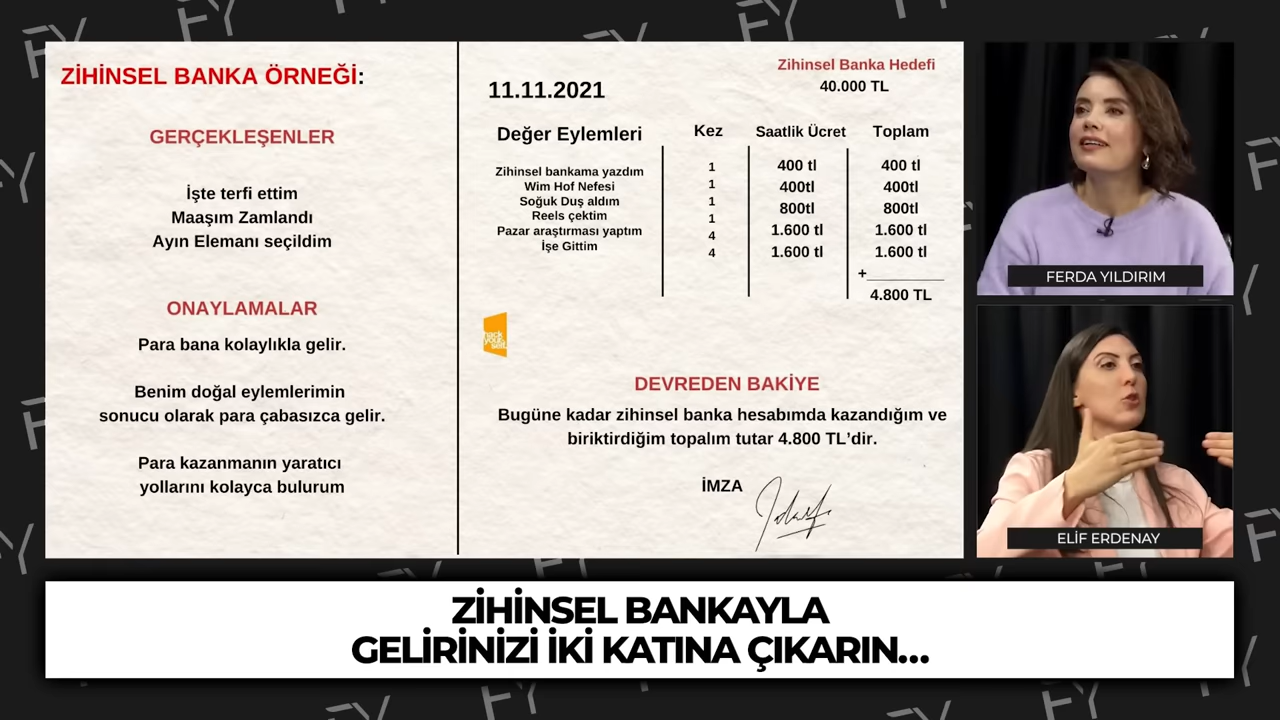 ZİHİNSEL BANKA ÖRNEĞİ:
GERÇEKLEŞENLER
İşte terfi ettim
Maaşım Zamlandı
Ayın Elemanı seçildim
ONAYLAMALAR
Para bana kolaylıkla gelir.
Benim doğal eylemlerimin
sonucu olarak para çabasızca gelir.
Para kazanmanın yaratıcı
yollarını kolayca bulurum
Zihinsel Banka Hedefi
40.000 TL
11.11.2021
Değer Eylemleri Kez Saatlik Ücret Toplam
Zihinsel bankama yazdım 1 400 tl 400 tl
Wim Hof Nefesi 1 400tl 400tl
Soğuk Duş aldım 1 800tl 800tl
Reels çektim 1 1.600 tl 1.600 tl
Pazar araştırması yaptım 4 1.600 tl 1.600 tl
İşe Gittim 4
+
4.800 TL
hack
your
self.
DEVREDEN BAKİYE
Bugüne kadar zihinsel banka hesabımda kazandığım ve
biriktirdiğim topalım tutar 4.800 TL'dir.
İMZA
FERDA YILDIRIM
ELİF ERDENAY
ZİHİNSEL BANKAYLA
GELİRİNİZİ İKİ KATINA ÇIKARIN...